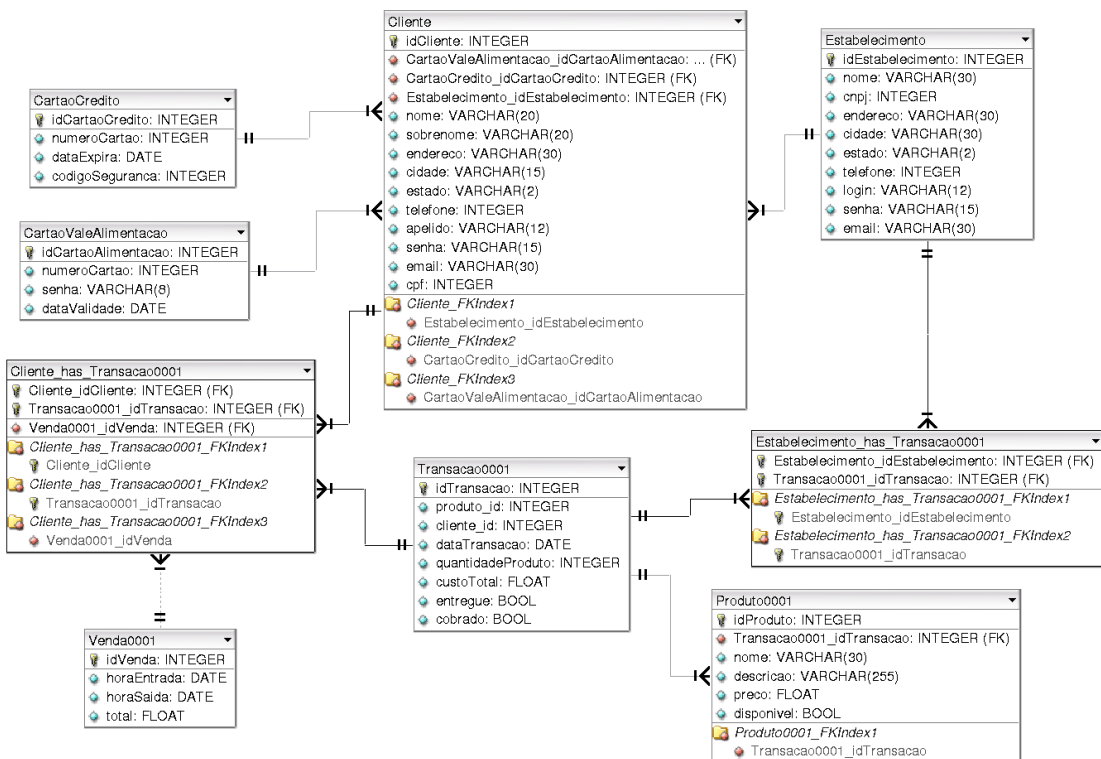 CartaoCredito
idCartaoCredito: INTEGER
numeroCartao: INTEGER
dataExpira: DATE
codigoSeguranca: INTEGER
CartaoValeAlimentacao
idCartaoAlimentacao: INTEGER
numeroCartao: INTEGER
senha: VARCHAR(8)
dataValidade: DATE
Cliente
idCliente: INTEGER
CartaoValeAlimentacao_idCartaoAlimentacao: ... (FK)
CartaoCredito_idCartaoCredito: INTEGER (FK)
Estabelecimento_idEstabelecimento: INTEGER (FK)
nome: VARCHAR(20)
sobrenome: VARCHAR(20)
endereco: VARCHAR(30)
cidade: VARCHAR(15)
estado: VARCHAR(2)
telefone: INTEGER
apelido: VARCHAR(12)
senha: VARCHAR(15)
email: VARCHAR(30)
cpf: INTEGER
Cliente_FKIndex1
Estabelecimento_idEstabelecimento
Cliente_FKIndex2
CartaoCredito_idCartaoCredito
Cliente_FKIndex3
CartaoValeAlimentacao_idCartaoAlimentacao
Estabelecimento
idEstabelecimento: INTEGER
nome: VARCHAR(30)
cnpj: INTEGER
endereco: VARCHAR(30)
cidade: VARCHAR(30)
estado: VARCHAR(2)
telefone: INTEGER
login: VARCHAR(12)
senha: VARCHAR(15)
email: VARCHAR(30)
Cliente_has_Transacao0001
Cliente_idCliente: INTEGER (FK)
Transacao0001_idTransacao: INTEGER (FK)
Venda0001_idVenda: INTEGER (FK)
Cliente_has_Transacao0001_FKIndex1
Cliente_idCliente
Cliente_has_Transacao0001_FKIndex2
Transacao0001_idTransacao
Cliente_has_Transacao0001_FKIndex3
Venda0001_idVenda
Transacao0001
idTransacao: INTEGER
produto_id: INTEGER
cliente_id: INTEGER
dataTransacao: DATE
quantidadeProduto: INTEGER
custoTotal: FLOAT
entregue: BOOL
cobrado: BOOL
Estabelecimento_has_Transacao0001
Estabelecimento_idEstabelecimento: INTEGER (FK)
Transacao0001_idTransacao: INTEGER (FK)
Estabelecimento_has_Transacao0001_FKIndex1
Estabelecimento_idEstabelecimento
Estabelecimento_has_Transacao0001_FKIndex2
Transacao0001_idTransacao
Venda0001
idVenda: INTEGER
horaEntrada: DATE
horaSaida: DATE
total: FLOAT
Produto0001
idProduto: INTEGER
Transacao0001_idTransacao: INTEGER (FK)
nome: VARCHAR(30)
descricao: VARCHAR(255)
preco: FLOAT
disponivel: BOOL
Produto0001_FKIndex1
Transacao0001_idTransacao